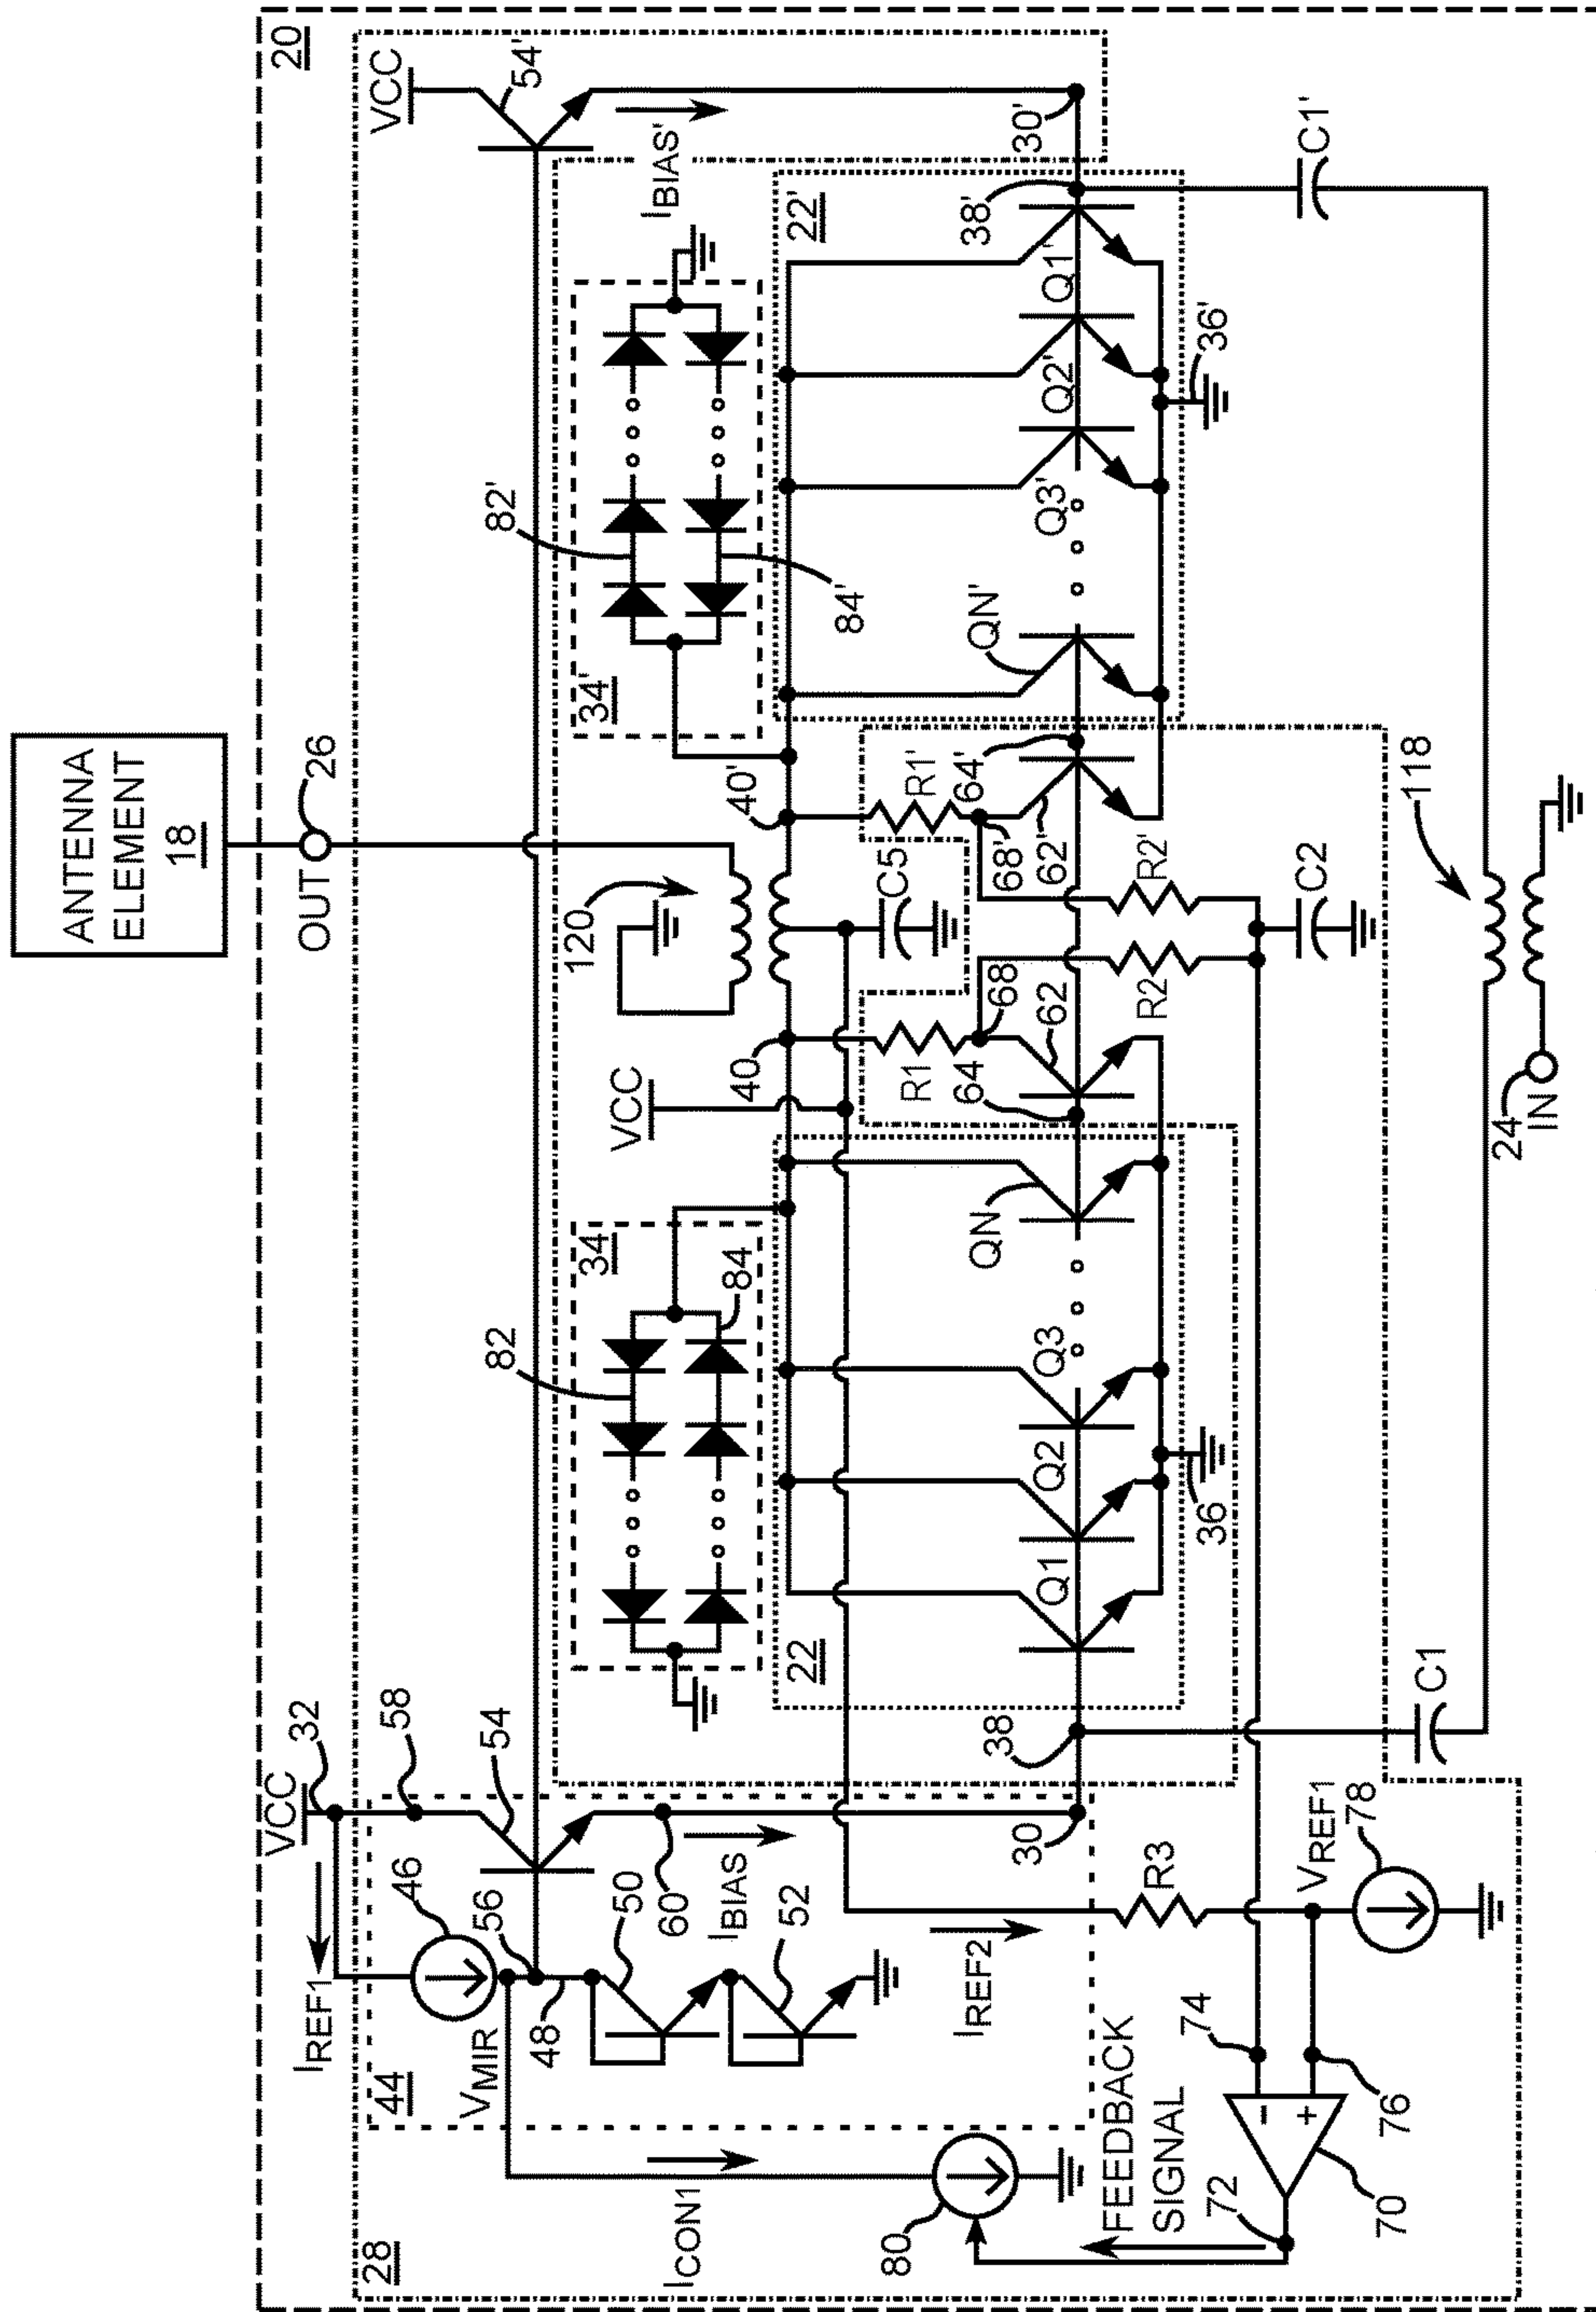 ANTENNA
ELEMENT
18
26
OUT
20
VCC
32
58
54
VCC
54'
IREF1
46
56
VMIR
44
48
50
60
IBIAS
52
28
ICON1
80
FEEDBACK
SIGNAL
72
70
74
76
IREF2
R3
VREF1
78
30
38
C1
82
34
84
22
Q1
Q2
Q3
QN
36
VCC
40
120
40'
C5
R1
64
68
62
R2
R1'
64'
68'
62'
R2'
C2
118
24
IN
82'
34'
84'
IBIAS'
22'
QN'
Q3'
Q2'
Q1'
38'
30'
36'
C1'